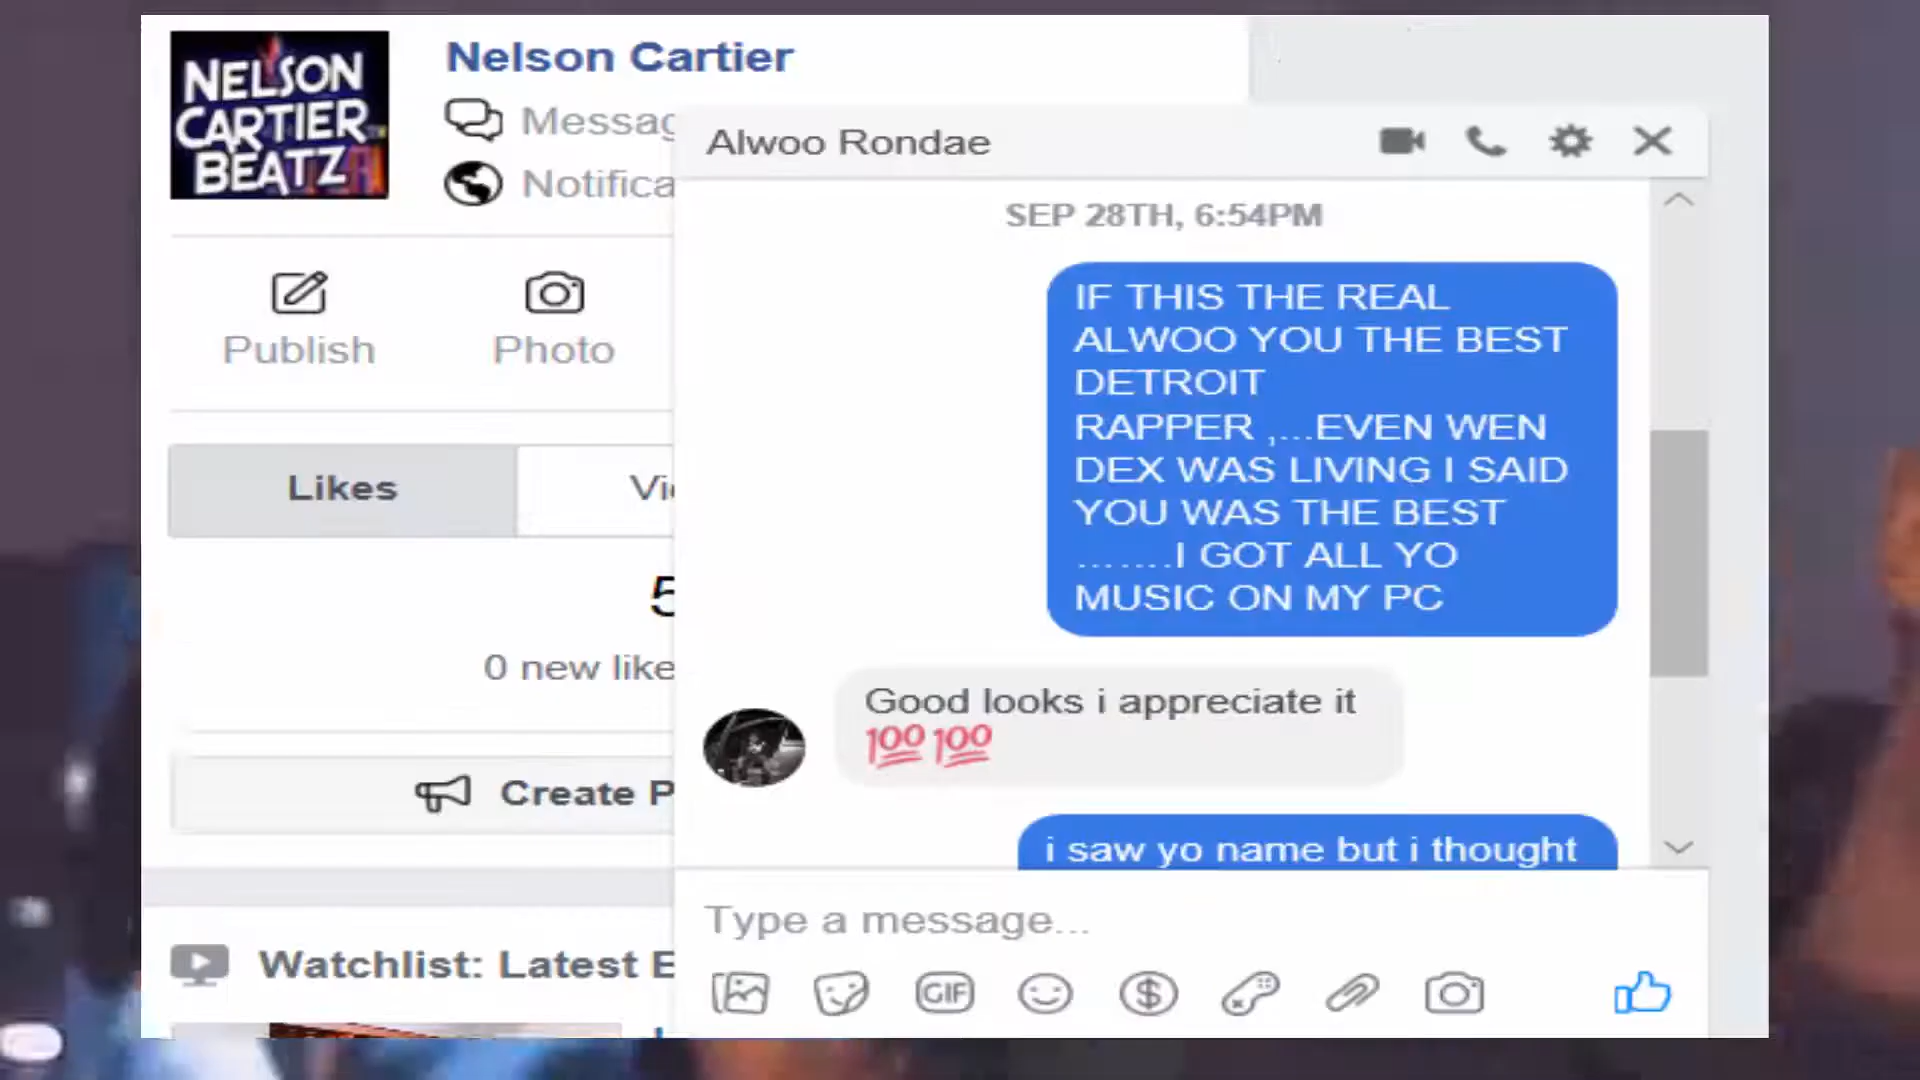 NELSON
CARTIER
BEATZ
Nelson Cartier
Messag
Notifica
Publish
Photo
Likes
Vi
5
0 new like
Create P
Watchlist: Latest E
Alwoo Rondae
SEP 28TH, 6:54PM
IF THIS THE REAL
ALWOO YOU THE BEST
DETROIT
RAPPER ,...EVEN WEN
DEX WAS LIVING I SAID
YOU WAS THE BEST
.......I GOT ALL YO
MUSIC ON MY PC
Good looks i appreciate it
💯💯
i saw yo name but i thought
Type a message...
GIF